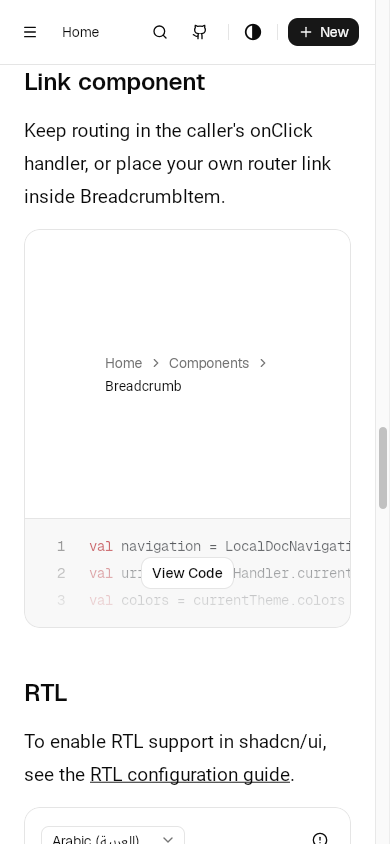 Home
New
Link component
Keep routing in the caller's onClick
handler, or place your own router link
inside BreadcrumbItem.
Home
Components
Breadcrumb
1 val navigation = LocalDocNavigati
2 val uri View Code Handler.current
3 val colors = currentTheme.colors
RTL
To enable RTL support in shadcn/ui,
see the RTL configuration guide.
Arabic (العربية)